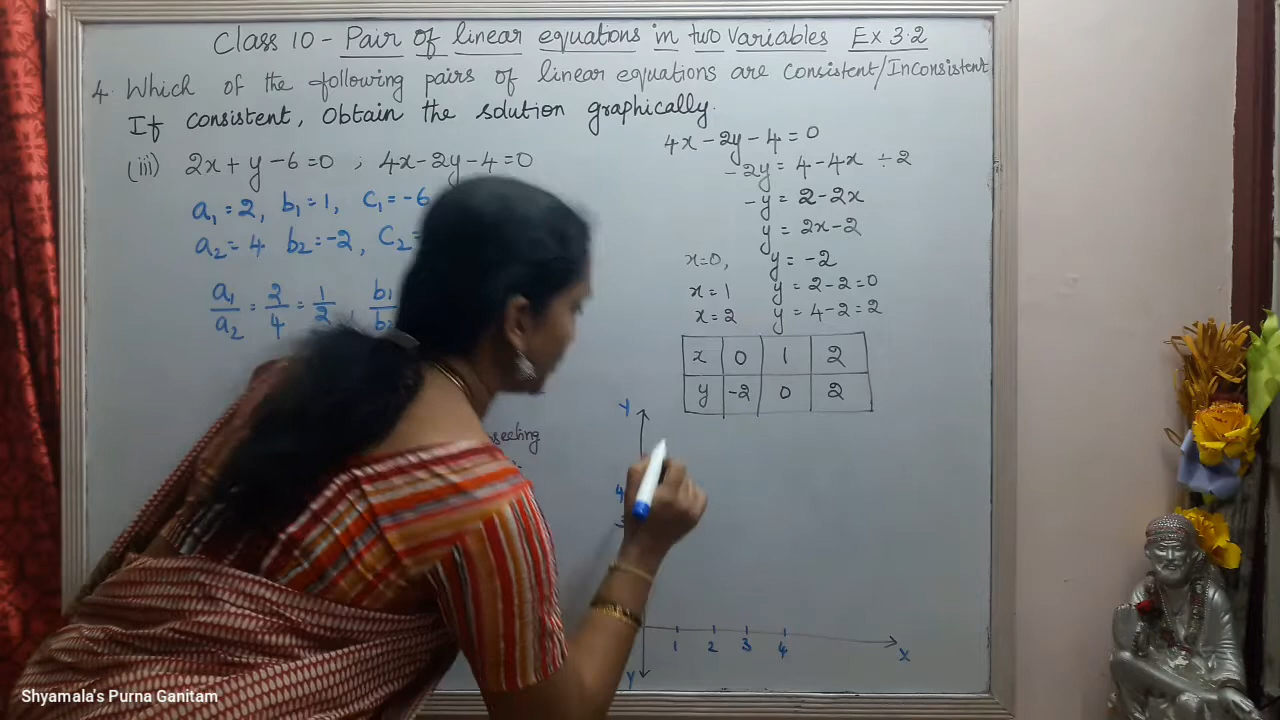 Class 10 - Pair of linear equations in two Variables Ex 3.2
4. Which of the following pairs of linear equations are consistent/Inconsistent
If consistent, Obtain the solution graphically.
(iii) 2x + y - 6 = 0 ; 4x - 2y - 4 = 0
a₁ = 2, b₁ = 1, C₁ = -6
a₂ = 4 b₂ = -2, C₂ =
a₁/a₂ = 2/4 = 1/2, b₁
4x - 2y - 4 = 0
-2y = 4 - 4x ÷2
-y = 2 - 2x
y = 2x - 2
x = 0, y = -2
x = 1 y = 2 - 2 = 0
x = 2 y = 4 - 2 = 2
x 0 1 2
y -2 0 2
Y
4
3
1 2 3 4
X
Y
Shyamala's Purna Ganitam